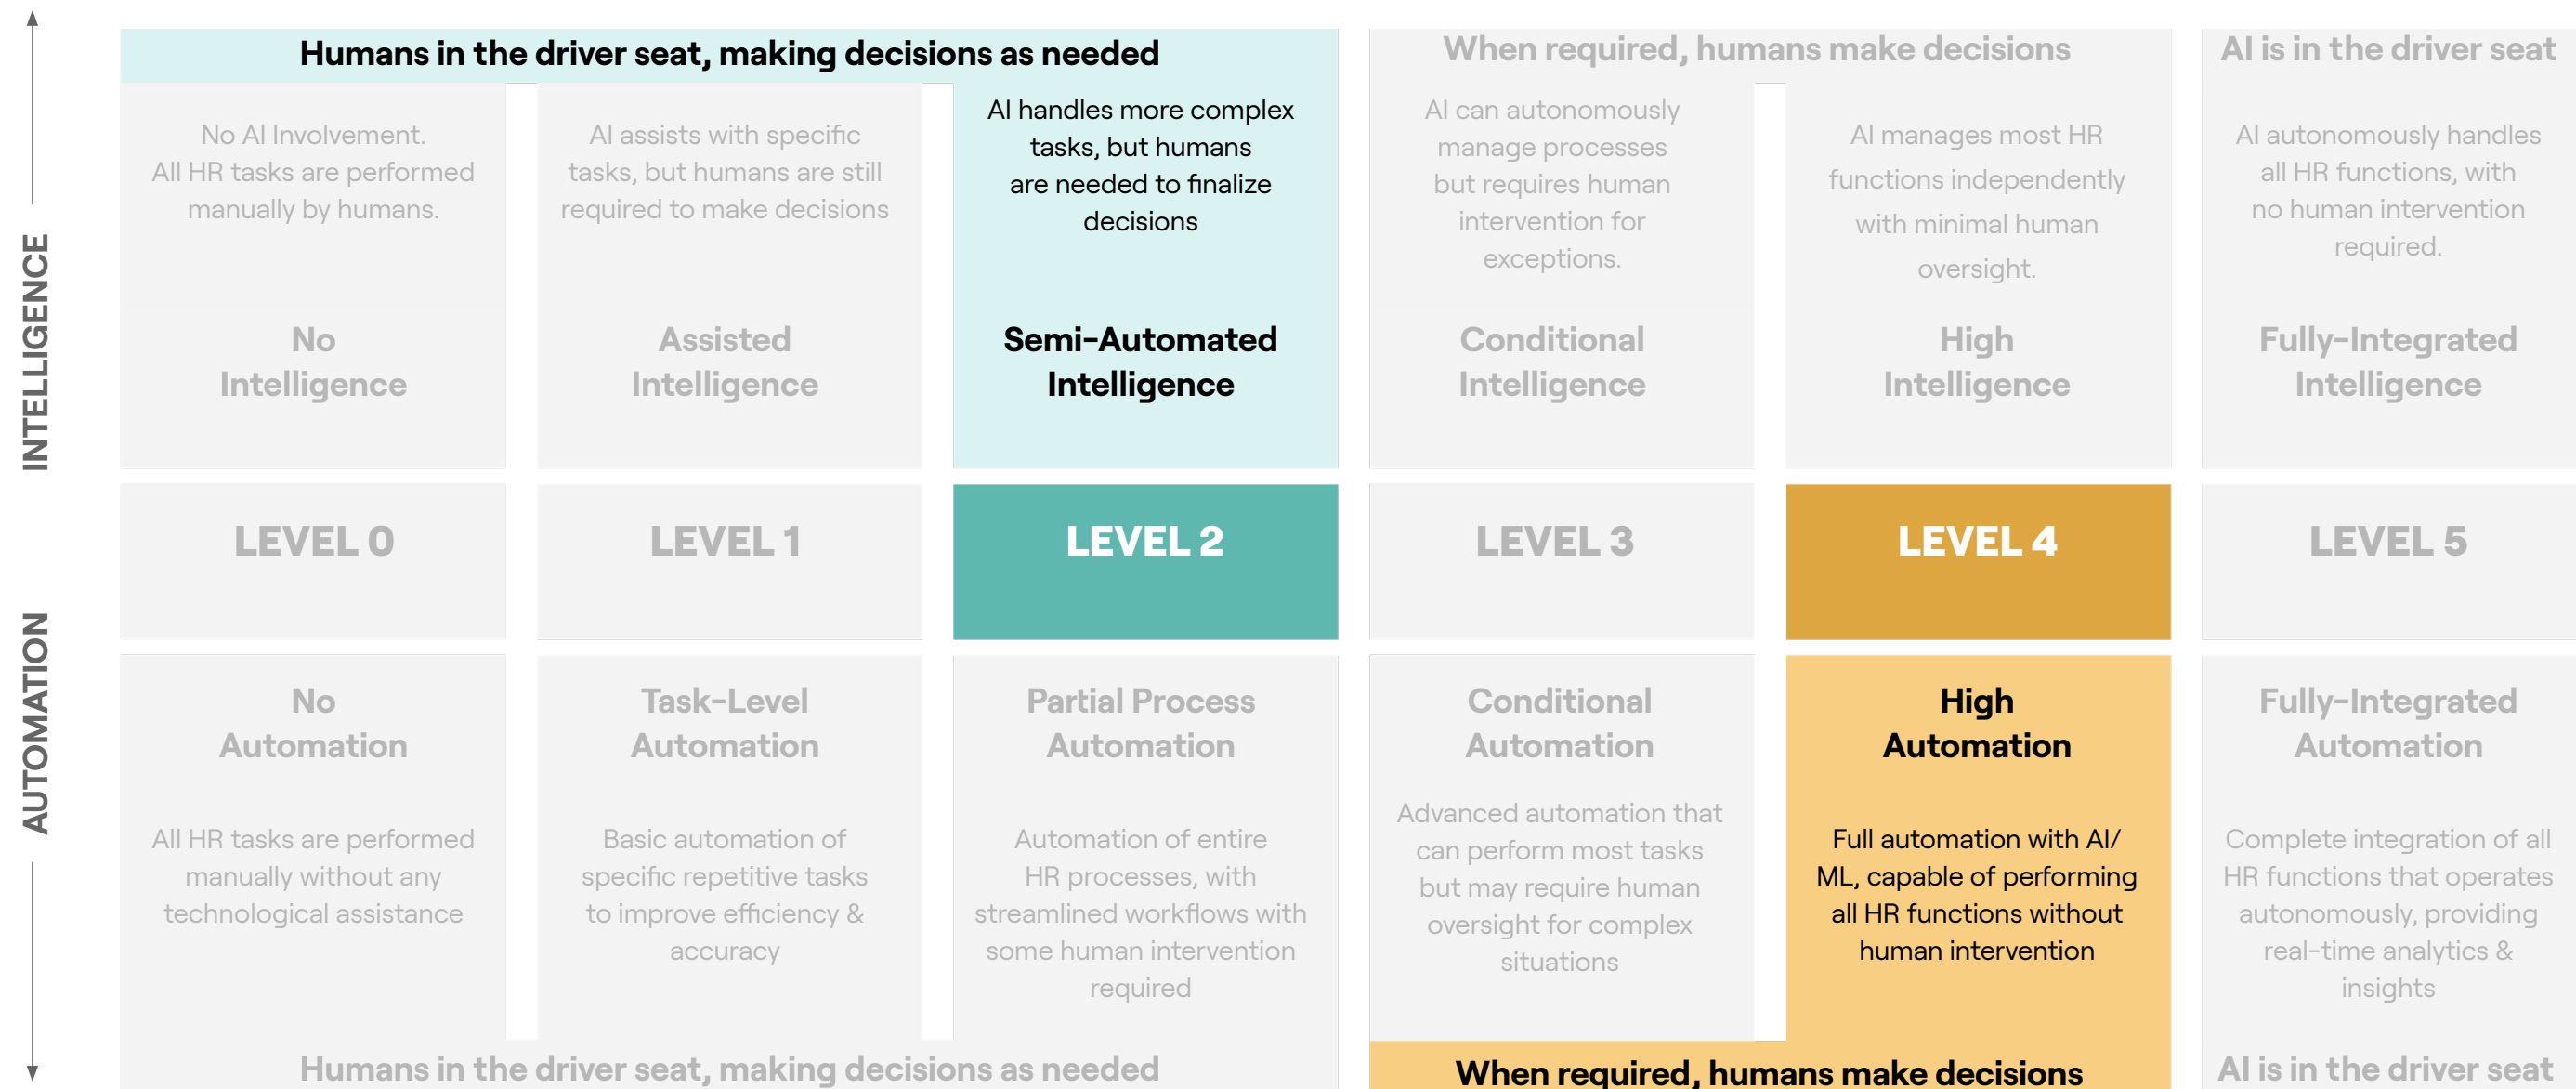 Humans in the driver seat, making decisions as needed
When required, humans make decisions
AI is in the driver seat
No AI Involvement.
All HR tasks are performed
manually by humans.
AI assists with specific
tasks, but humans are still
required to make decisions
AI handles more complex
tasks, but humans
are needed to finalize
decisions
AI can autonomously
manage processes
but requires human
intervention for
exceptions.
AI manages most HR
functions independently
with minimal human
oversight.
AI autonomously handles
all HR functions, with
no human intervention
required.
INTELLIGENCE
No
Intelligence
Assisted
Intelligence
Semi-Automated
Intelligence
Conditional
Intelligence
High
Intelligence
Fully-Integrated
Intelligence
LEVEL 0
LEVEL 1
LEVEL 2
LEVEL 3
LEVEL 4
LEVEL 5
AUTOMATION
No
Automation
Task-Level
Automation
Partial Process
Automation
Conditional
Automation
High
Automation
Fully-Integrated
Automation
All HR tasks are performed
manually without any
technological assistance
Basic automation of
specific repetitive tasks
to improve efficiency &
accuracy
Automation of entire
HR processes, with
streamlined workflows with
some human intervention
required
Advanced automation that
can perform most tasks
but may require human
oversight for complex
situations
Full automation with AI/
ML, capable of performing
all HR functions without
human intervention
Complete integration of all
HR functions that operates
autonomously, providing
real-time analytics &
insights
Humans in the driver seat, making decisions as needed
When required, humans make decisions
AI is in the driver seat